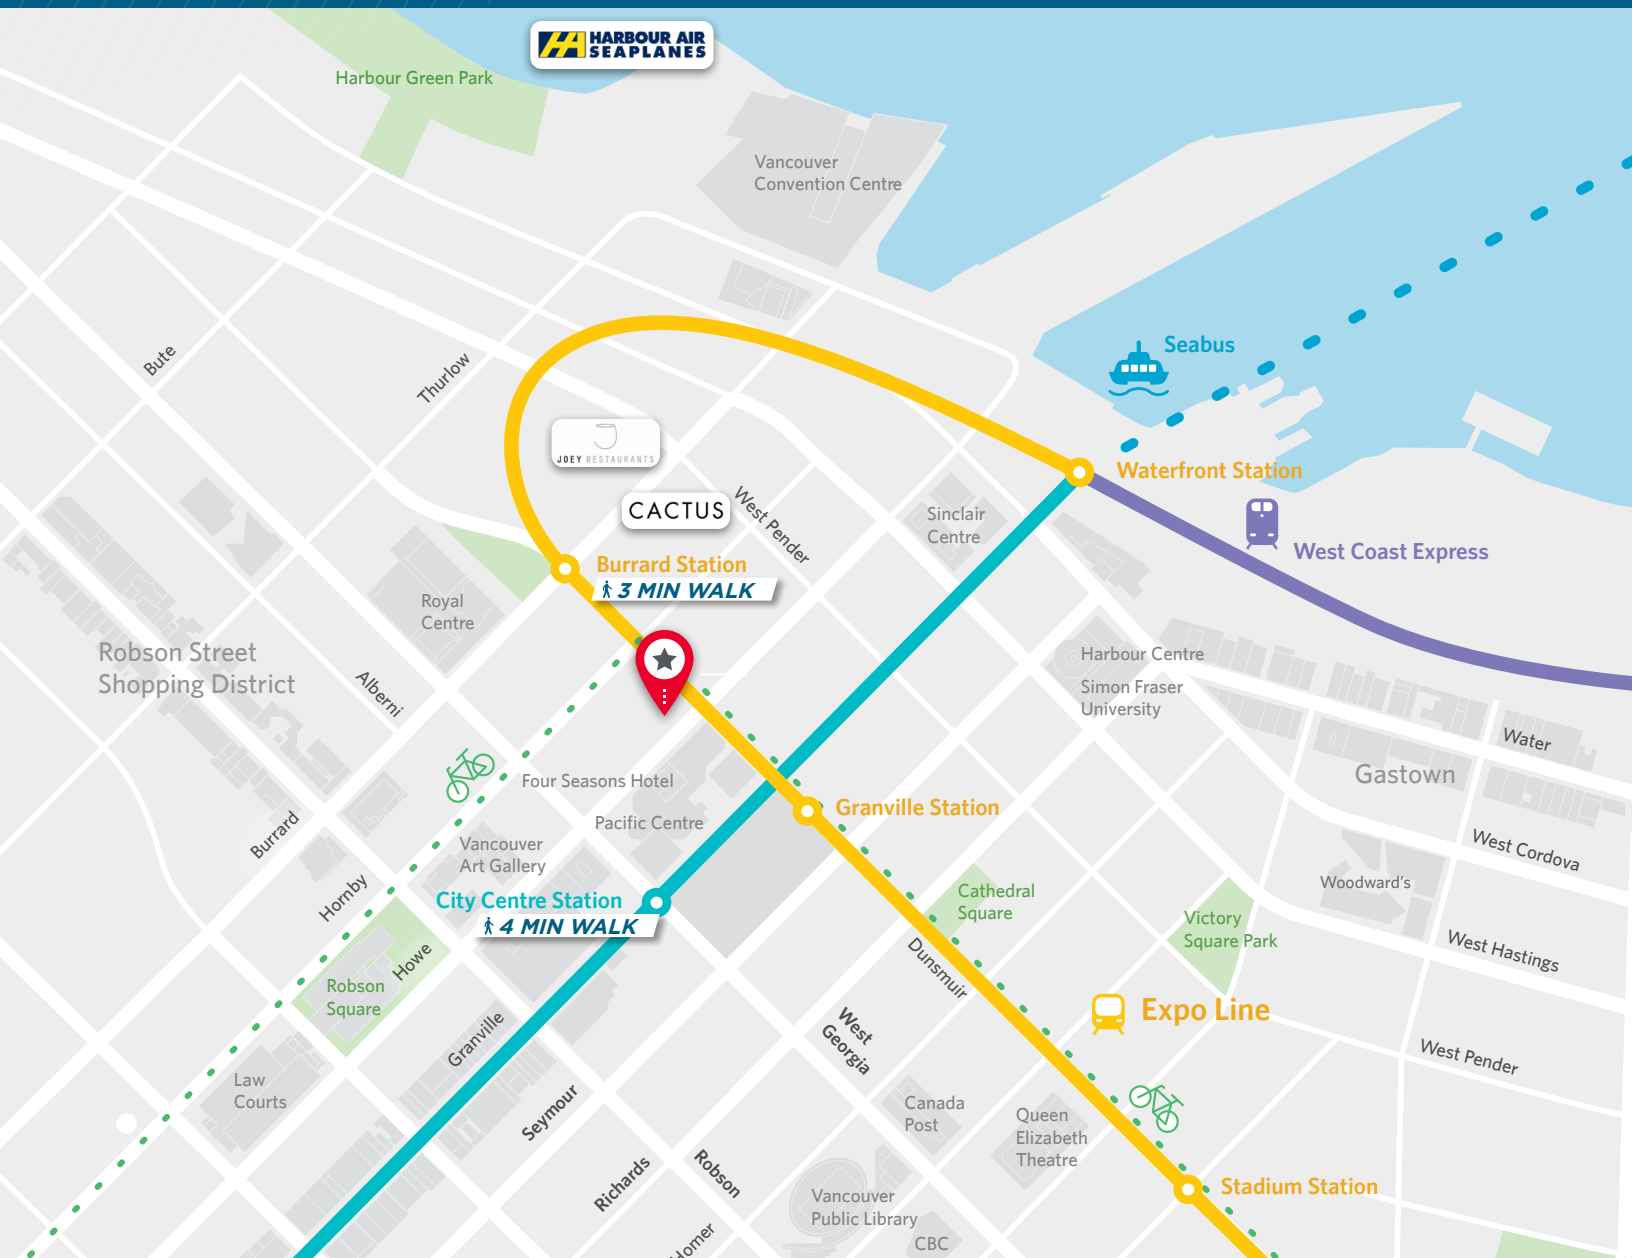 HARBOUR AIR
SEAPLANES
Harbour Green Park
Vancouver
Convention Centre
Seabus
Bute
Thurlow
JOEY RESTAURANTS
Waterfront Station
CACTUS
West Pender
Sinclair
Centre
West Coast Express
Burrard Station
3 MIN WALK
Royal
Centre
Robson Street
Shopping District
Alberni
Harbour Centre
Simon Fraser
University
Water
Gastown
Four Seasons Hotel
Granville Station
Pacific Centre
Burrard
Vancouver
Art Gallery
West Cordova
Hornby
City Centre Station
4 MIN WALK
Cathedral
Square
Woodward's
Victory
Square Park
West Hastings
Howe
Dunsmuir
Robson
Square
Expo Line
Granville
West
Georgia
West Pender
Law
Courts
Seymour
Canada
Post
Queen
Elizabeth
Theatre
Richards
Robson
Stadium Station
Vancouver
Public Library
Homer
CBC